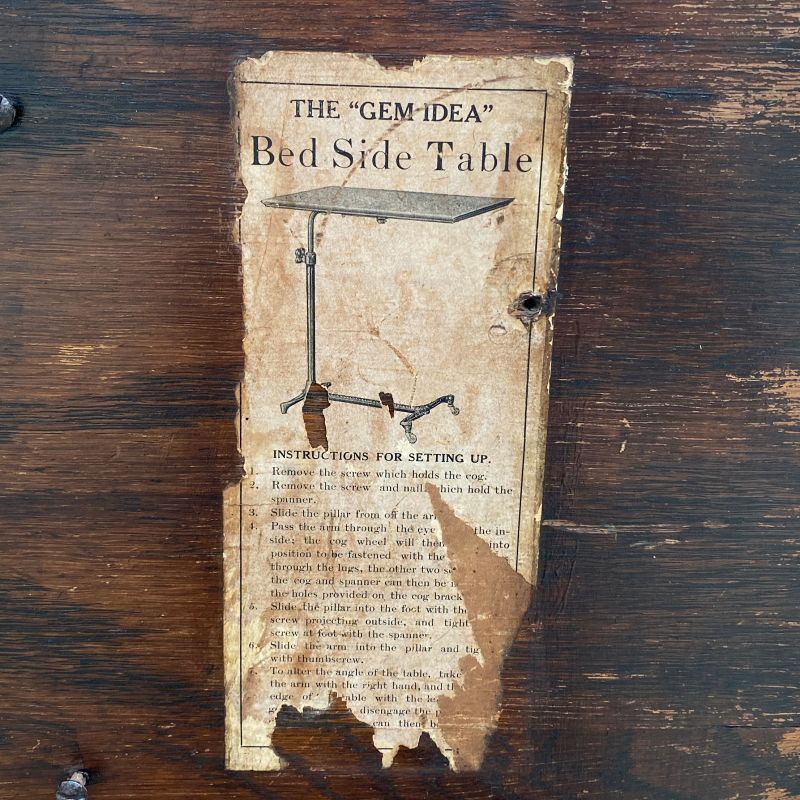 THE "GEM IDEA"
Bed Side Table
INSTRUCTIONS FOR SETTING UP.
1. Remove the screw which holds the cog.
2. Remove the screw and nail which hold the
spanner.
3. Slide the pillar from off the
4. Pass the arm through the eye the in-
side; the cog wheel will then into
position to be fastened with the
through the lugs, the other two
the cog and spanner can then be
the holes provided on the cog
5. Slide the pillar into the foot with the
screw projecting outside, and
screw at foot with the spanner.
6. Slide the arm into the pillar and
with thumbscrew.
To alter the angle of the table, take
the arm with the right hand, and
edge of with the
disengage the
can then